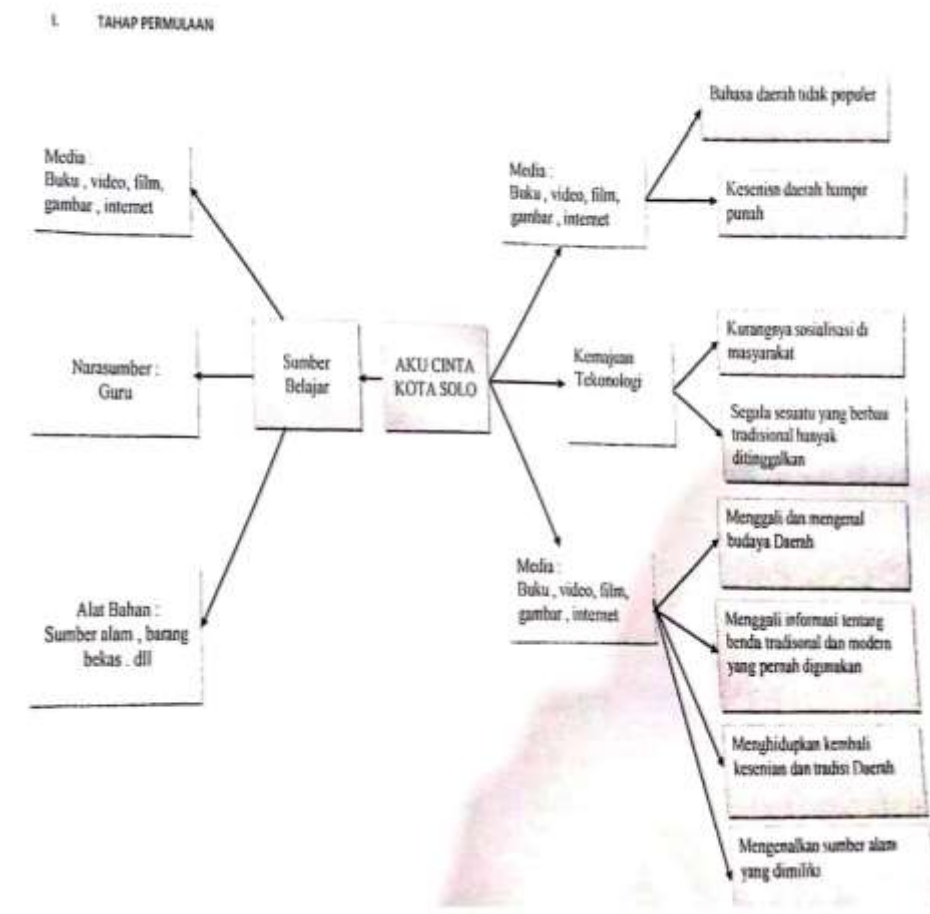 I. TAHAP PERMULAAN
Media :
Buku , video, film,
gambar , internet
Narasumber :
Guru
Alat Bahan :
Sumber alam , barang
bekas . dll
Sumber
Belajar
AKU CINTA
KOTA SOLO
Media :
Buku , video, film,
gambar , internet
Bahasa daerah tidak populer
Kesenisn daerah hampir
punah
Kemajuan
Tekonologi
Kurangnya sosialisasi di
masyarakat
Segala sesuatu yang berbau
tradisional banyak
ditinggalkan
Media :
Buku , video, film,
gambar , internet
Menggali dan mengenal
budaya Daerah
Menggali informasi tentang
benda tradisonal dan modern
yang pernah digunakan
Menghidupkan kembali
kesenian dan tradisi Daerah
Mengenalkan sumber alam
yang dimiliki